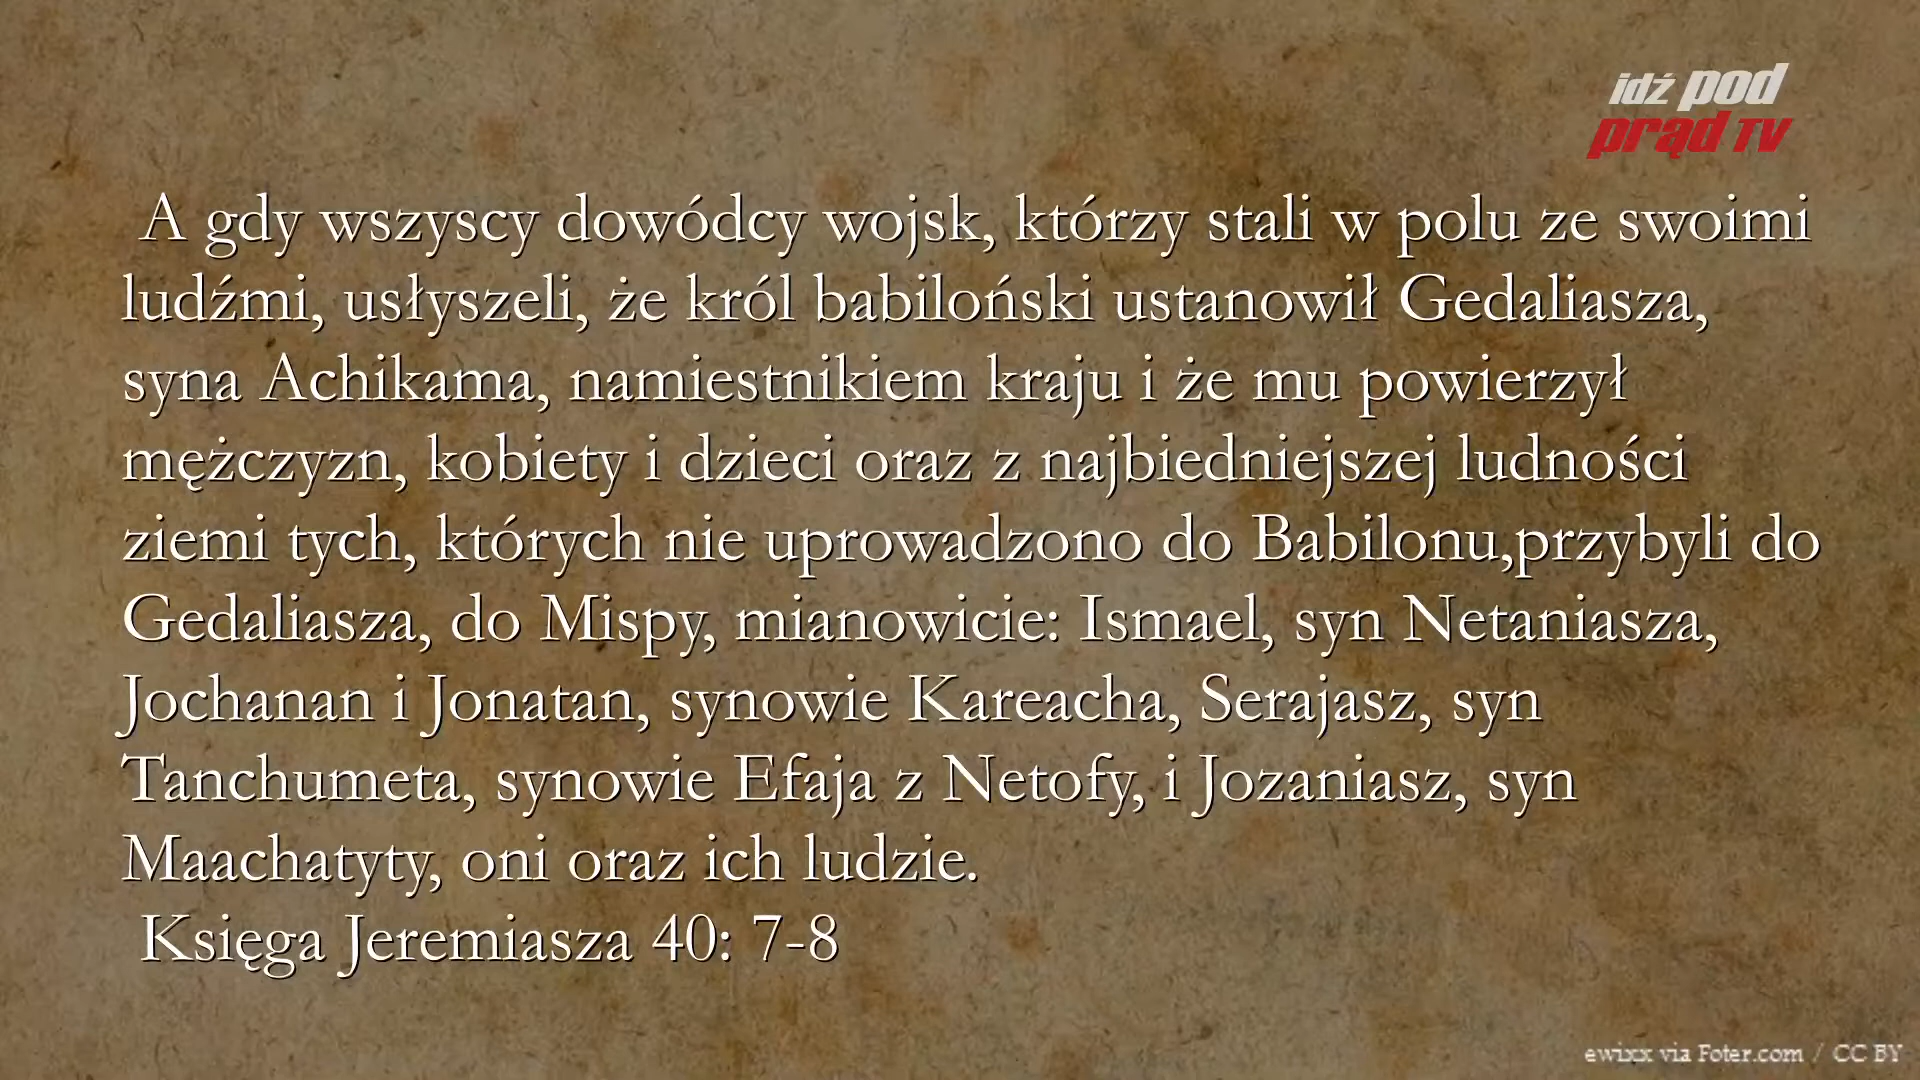 idź pod
prąd TV
A gdy wszyscy dowódcy wojsk, którzy stali w polu ze swoimi
ludźmi, usłyszeli, że król babiloński ustanowił Gedaliasza,
syna Achikama, namiestnikiem kraju i że mu powierzył
mężczyzn, kobiety i dzieci oraz z najbiedniejszej ludności
ziemi tych, których nie uprowadzono do Babilonu,przybyli do
Gedaliasza, do Mispy, mianowicie: Ismael, syn Netaniasza,
Jochanan i Jonatan, synowie Kareacha, Serajasz, syn
Tanchumeta, synowie Efaja z Netofy, i Jozaniasz, syn
Maachatyty, oni oraz ich ludzie.
Księga Jeremiasza 40: 7-8
ewixx via Foter.com / CC BY